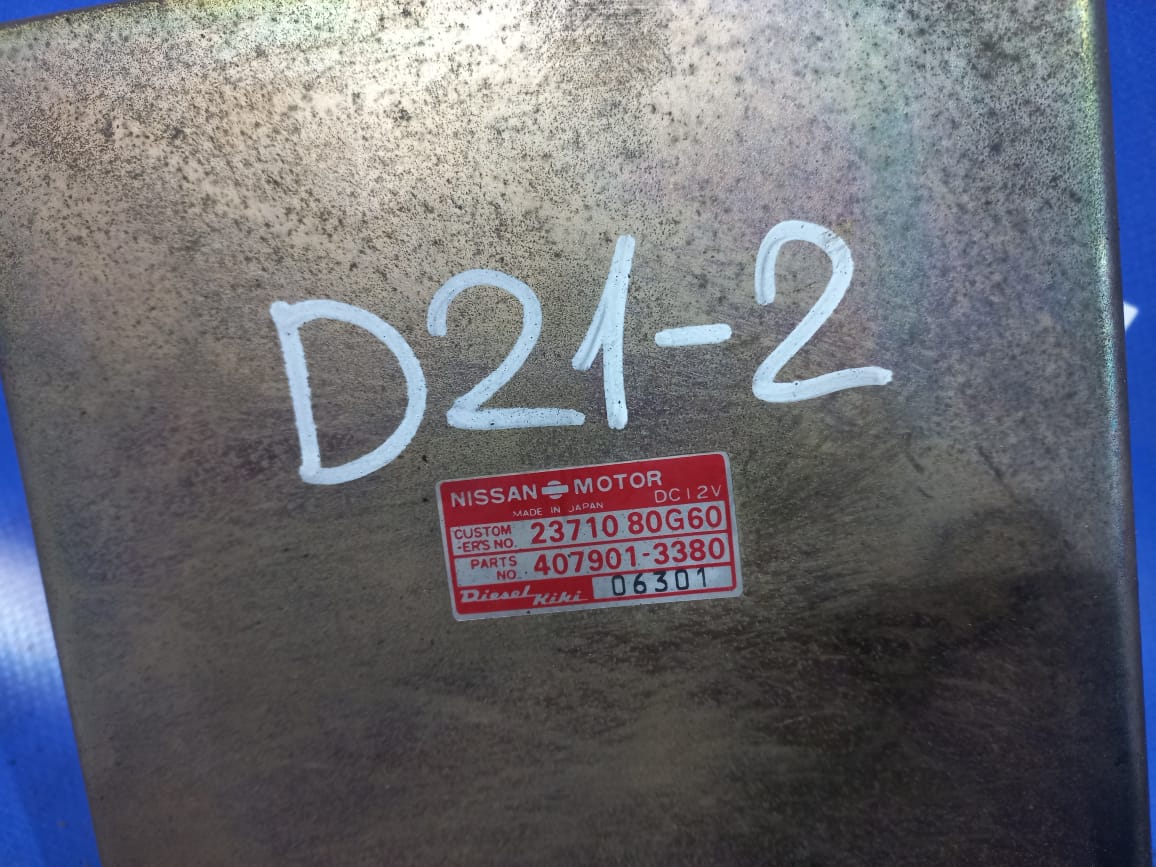 D21-2
NISSAN MOTOR
DC12V
MADE IN JAPAN
CUSTOM
-ER'S NO.
23710 80G60
PARTS
NO.
407901-3380
Diesel Kiki
06301